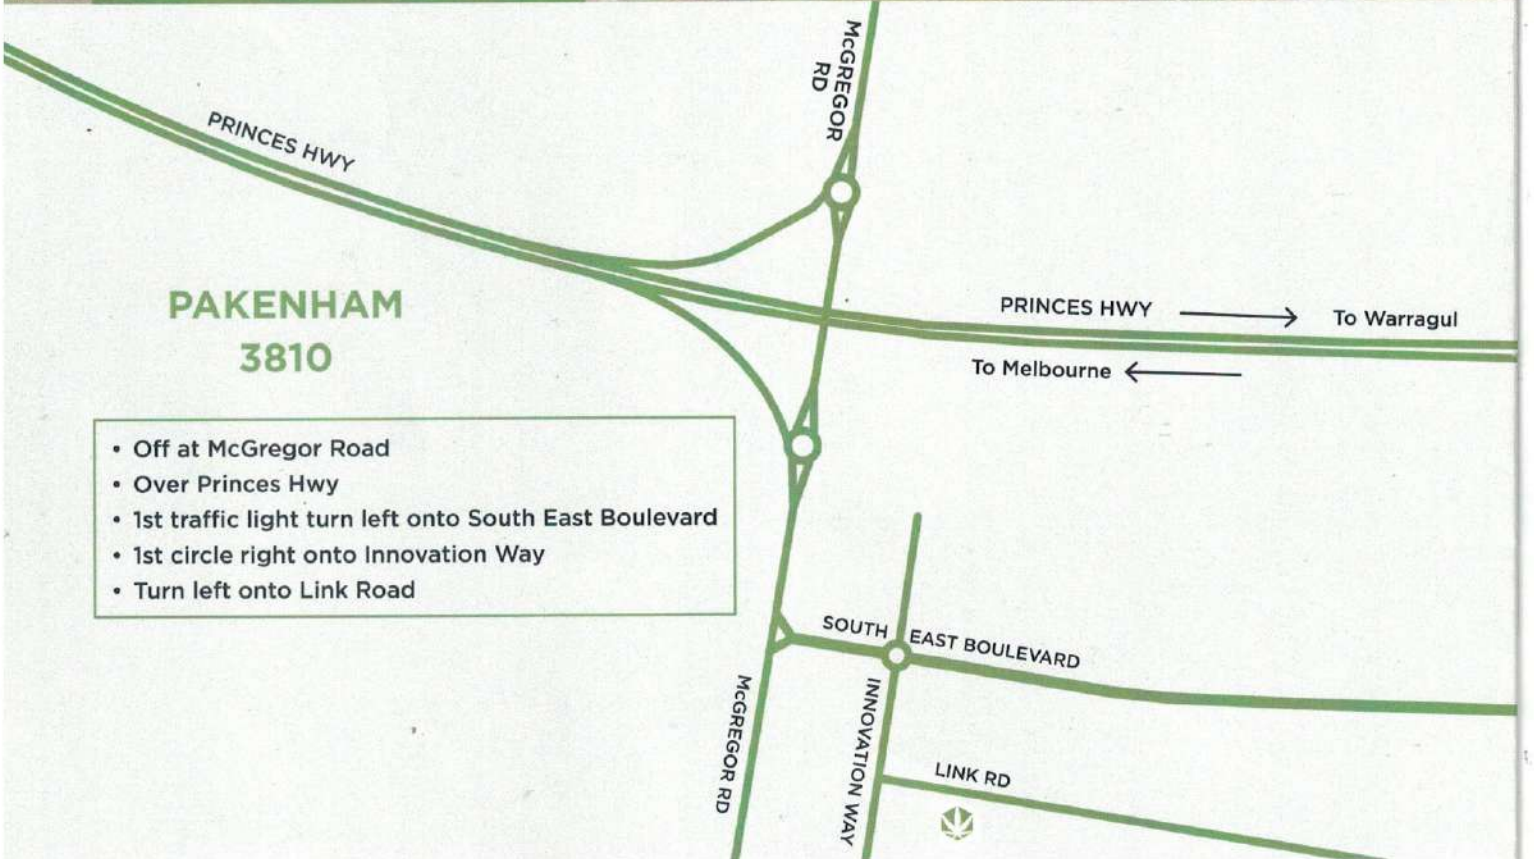 McGREGOR
RD
PRINCES HWY
PAKENHAM
3810
PRINCES HWY
To Warragul
To Melbourne
• Off at McGregor Road
• Over Princes Hwy
• 1st traffic light turn left onto South East Boulevard
• 1st circle right onto Innovation Way
• Turn left onto Link Road
SOUTH EAST BOULEVARD
McGREGOR RD
INNOVATION WAY
LINK RD